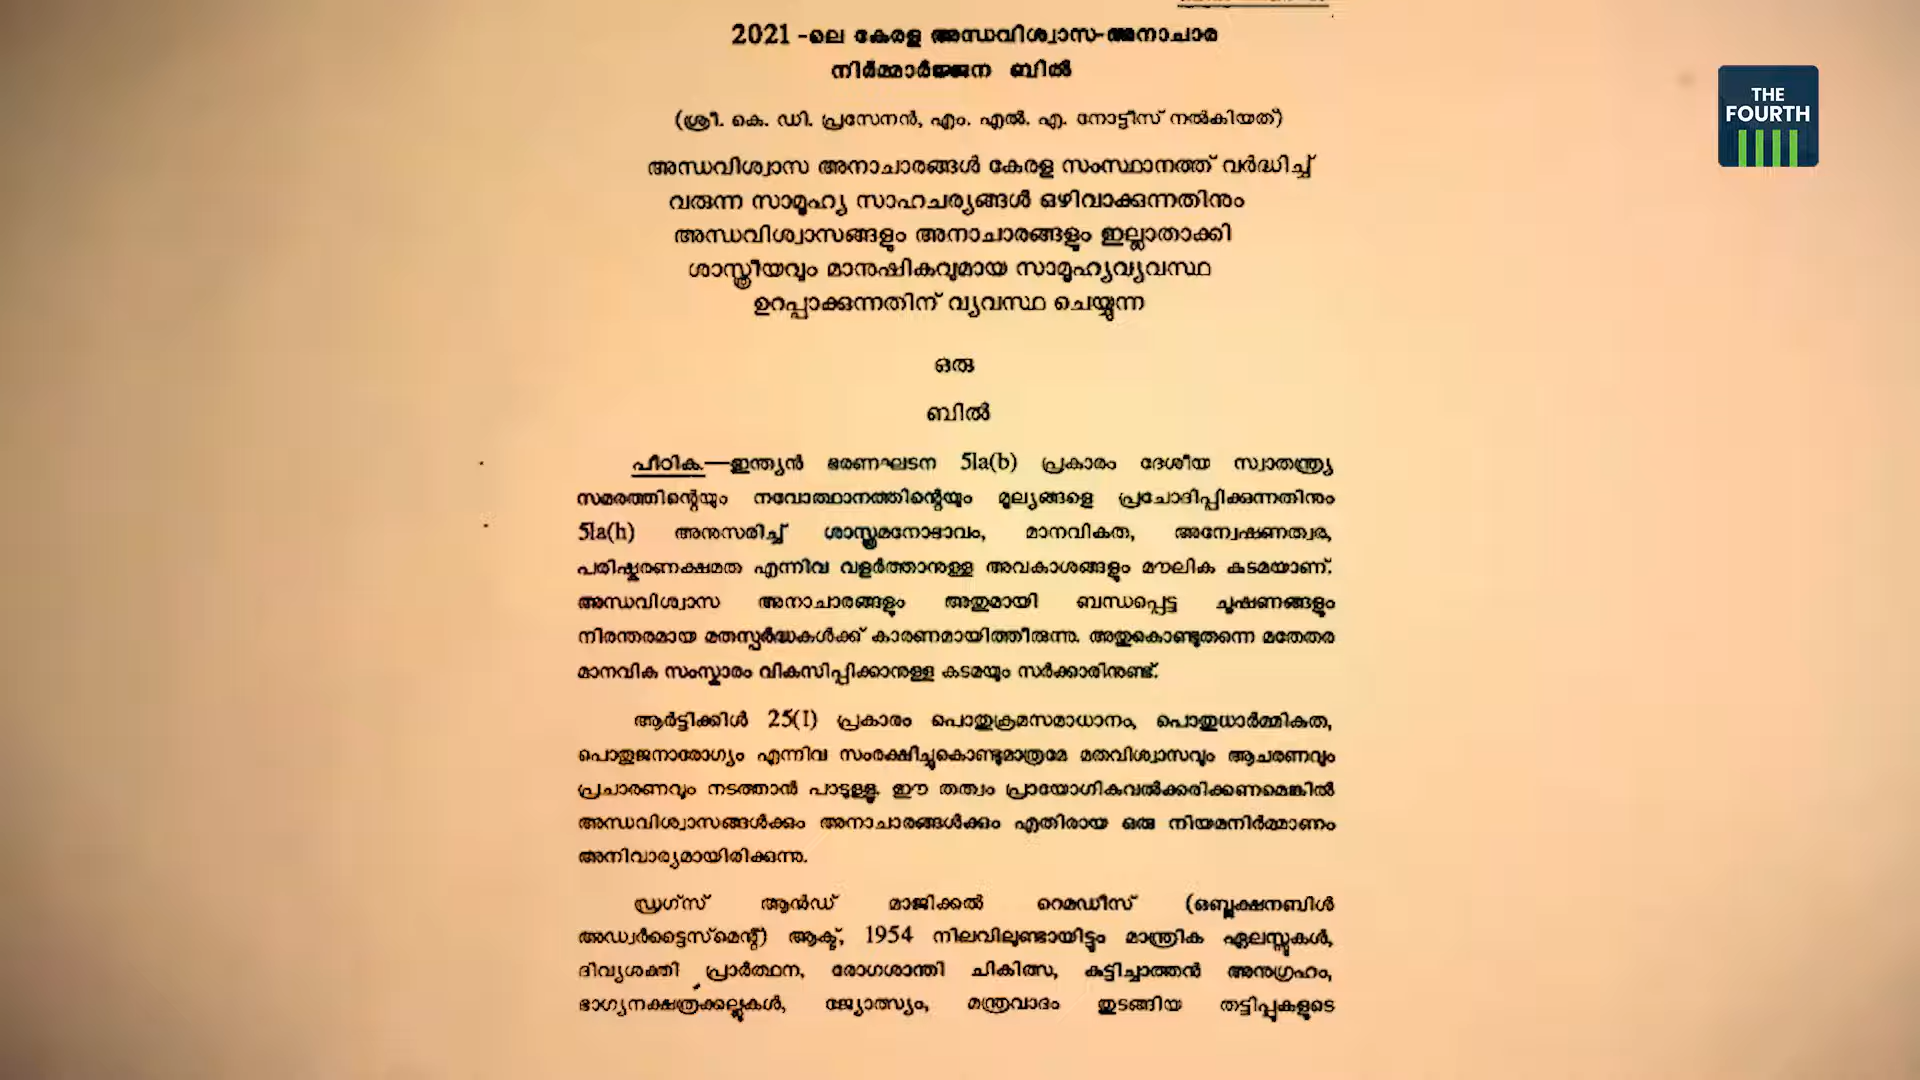 2021 -ലെ കേരള അന്ധവിശ്വാസ-അനാചാര
നിർമ്മാർജ്ജന ബിൽ
(ശ്രീ. കെ. ഡി. പ്രസേനൻ, എം. എൽ. എ. നോട്ടീസ് നൽകിയത്)
THE
FOURTH
അന്ധവിശ്വാസ അനാചാരങ്ങൾ കേരള സംസ്ഥാനത്ത് വർദ്ധിച്ച്
വരുന്ന സാമൂഹ്യ സാഹചര്യങ്ങൾ ഒഴിവാക്കുന്നതിനും
അന്ധവിശ്വാസങ്ങളും അനാചാരങ്ങളും ഇല്ലാതാക്കി
ശാസ്ത്രീയവും മാനുഷികവുമായ സാമൂഹ്യവ്യവസ്ഥ
ഉറപ്പാക്കുന്നതിന് വ്യവസ്ഥ ചെയ്യുന്ന
ഒരു
ബിൽ
പീഠിക.—ഇന്ത്യൻ ഭരണഘടന 51a(b) പ്രകാരം ദേശീയ സ്വാതന്ത്ര്യ
സമരത്തിന്റെയും നവോത്ഥാനത്തിന്റെയും മൂല്യങ്ങളെ പ്രചോദിപ്പിക്കുന്നതിനും
51a(h) അനുസരിച്ച് ശാസ്ത്രമനോഭാവം, മാനവികത, അന്വേഷണത്വര,
പരിഷ്കരണക്ഷമത എന്നിവ വളർത്താനുള്ള അവകാശങ്ങളും മൗലിക കടമയാണ്.
അന്ധവിശ്വാസ അനാചാരങ്ങളും അതുമായി ബന്ധപ്പെട്ട ചൂഷണങ്ങളും
നിരന്തരമായ മതസ്പർദ്ധകൾക്ക് കാരണമായിത്തീരുന്നു. അതുകൊണ്ടുതന്നെ മതേതര
മാനവിക സംസ്കാരം വികസിപ്പിക്കാനുള്ള കടമയും സർക്കാരിനുണ്ട്.
ആർട്ടിക്കിൾ 25(1) പ്രകാരം പൊതുക്രമസമാധാനം, പൊതുധാർമ്മികത,
പൊതുജനാരോഗ്യം എന്നിവ സംരക്ഷിച്ചുകൊണ്ടുമാത്രമേ മതവിശ്വാസവും ആചരണവും
പ്രചാരണവും നടത്താൻ പാടുള്ളൂ. ഈ തത്വം പ്രായോഗികവൽക്കരിക്കണമെങ്കിൽ
അന്ധവിശ്വാസങ്ങൾക്കും അനാചാരങ്ങൾക്കും എതിരായ ഒരു നിയമനിർമ്മാണം
അനിവാര്യമായിരിക്കുന്നു.
ഡ്രഗ്സ് ആൻഡ് മാജിക്കൽ റെമഡീസ് (ഒബ്ജക്ഷനബിൾ
അഡ്വർടൈസ്മെന്റ്) ആക്ട്, 1954 നിലവിലുണ്ടായിട്ടും മാന്ത്രിക ഏലസ്സുകൾ,
ദിവ്യശക്തി പ്രാർത്ഥന, രോഗശാന്തി ചികിത്സ, കുട്ടിച്ചാത്തൻ അനുഗ്രഹം,
ഭാഗ്യനക്ഷത്രക്കല്ലുകൾ, ജ്യോത്സ്യം, മന്ത്രവാദം തുടങ്ങിയ തട്ടിപ്പുകളുടെ